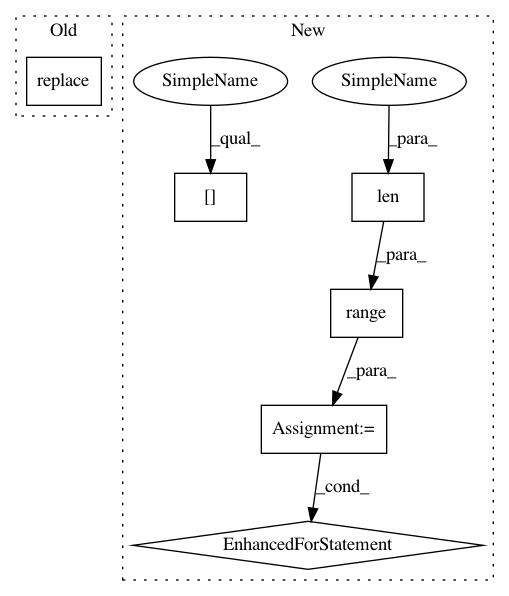 Old
New
replace
SimpleName
SimpleName
_qual_
_para_
[]
len
_para_
range
_para_
Assignment:=
_cond_
EnhancedForStatement